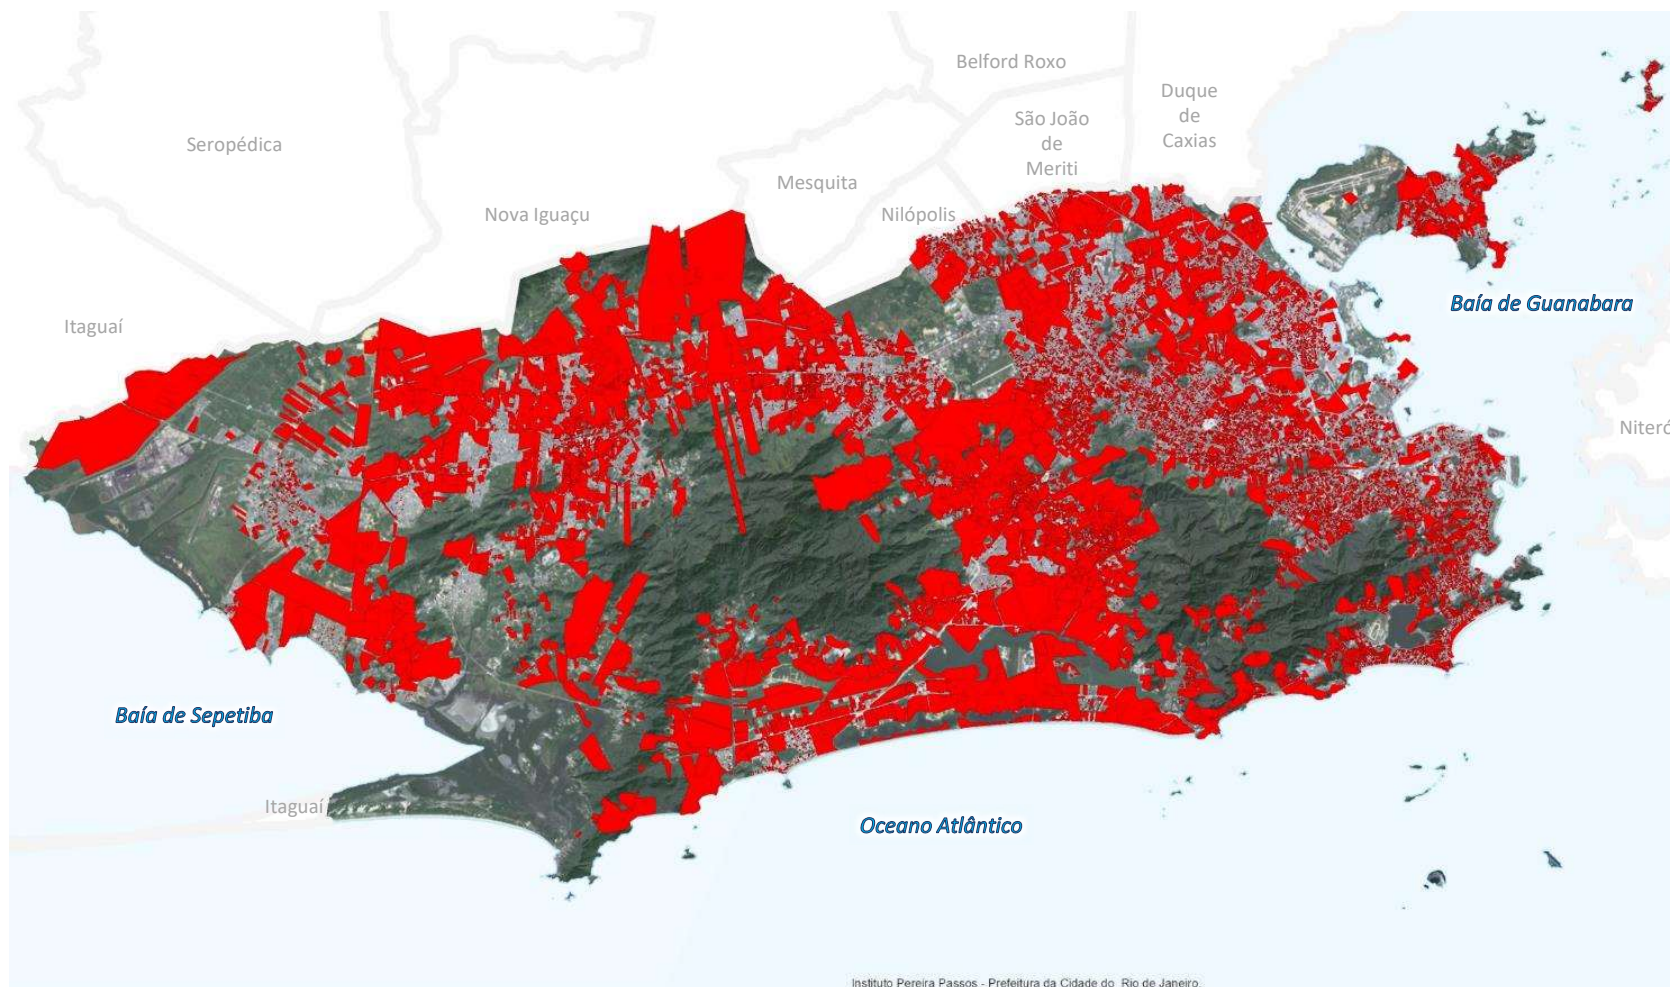 Belford Roxo
Duque
de
Caxias
São João
de
Meriti
Seropédica
Mesquita
Nova Iguaçu
Nilópolis
Itaguaí
Baía de Guanabara
Niteró
Baía de Sepetiba
Itaguaí
Oceano Atlântico
Instituto Pereira Passos - Prefeitura da Cidade do Rio de Janeiro.